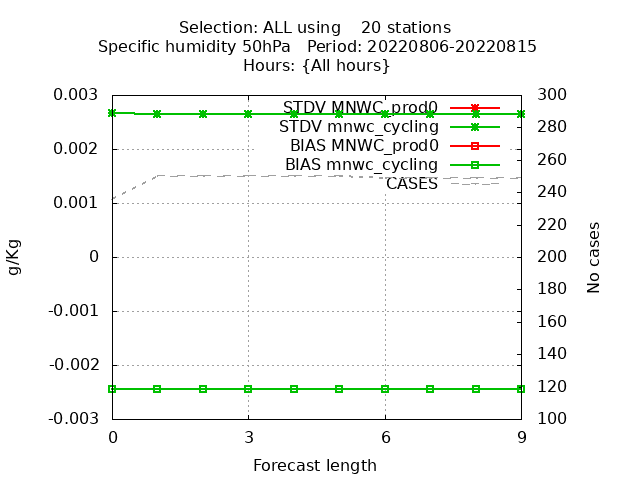 Selection: ALL using    20 stations
Specific humidity 50hPa   Period: 20220806-20220815
Hours: {All hours}
0.003
0.002
0.001
0
-0.001
-0.002
-0.003
g/Kg
STDV MNWC_prod0
STDV mnwc_cycling
BIAS MNWC_prod0
BIAS mnwc_cycling
CASES
300
280
260
240
220
200
180
160
140
120
100
No cases
0 3 6 9
Forecast length